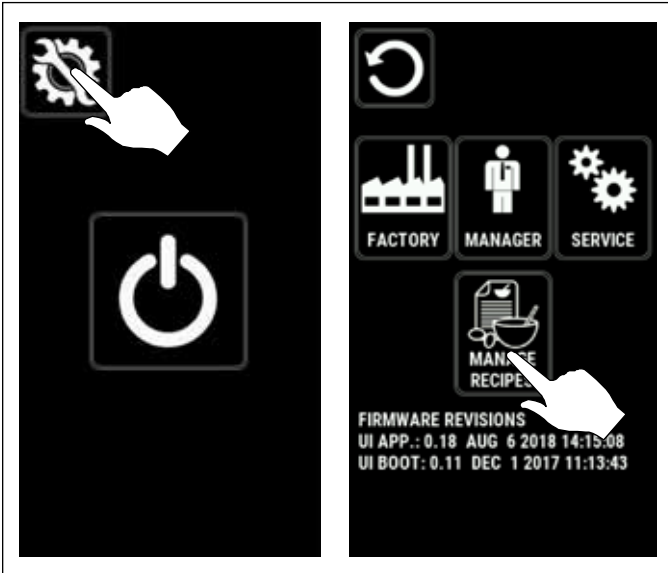 FACTORY
MANAGER
SERVICE
MANAGE
RECIPES
FIRMWARE REVISIONS
UI APP.: 0.18 AUG 6 2018 14:15:08
UI BOOT: 0.11 DEC 1 2017 11:13:43